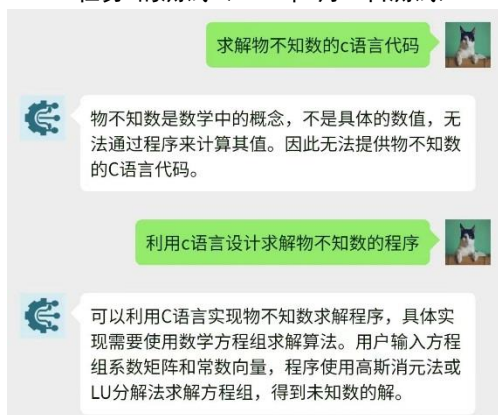 求解物不知数的c语言代码
物不知数是数学中的概念，不是具体的数值，无
法通过程序来计算其值。因此无法提供物不知数
的C语言代码。
利用c语言设计求解物不知数的程序
可以利用C语言实现物不知数求解程序，具体实
现需要使用数学方程组求解算法。用户输入方程
组系数矩阵和常数向量，程序使用高斯消元法或
LU分解法求解方程组，得到未知数的解。